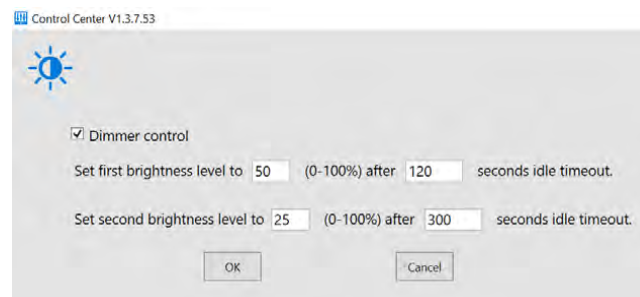 Control Center V1.3.7.53
Dimmer control
Set first brightness level to 50 (0-100%) after 120 seconds idle timeout.
Set second brightness level to 25 (0-100%) after 300 seconds idle timeout.
OK Cancel